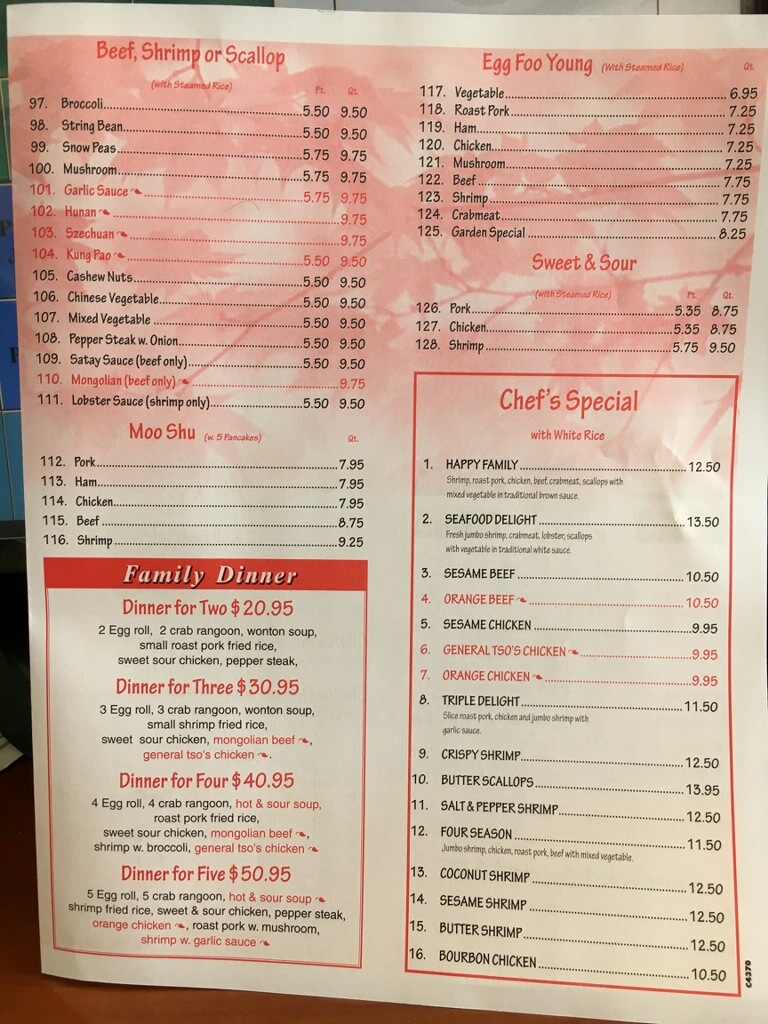 Beef, Shrimp or Scallop
(with Steamed Rice) Pt. Qt.
97. Broccoli 5.50 9.50
98. String Bean 5.50 9.50
99. Snow Peas 5.75 9.75
100. Mushroom 5.75 9.75
101. Garlic Sauce 5.75 9.75
102. Hunan 9.75
103. Szechuan 9.75
104. Kung Pao 5.50 9.50
105. Cashew Nuts 5.50 9.50
106. Chinese Vegetable 5.50 9.50
107. Mixed Vegetable 5.50 9.50
108. Pepper Steak w. Onion 5.50 9.50
109. Satay Sauce (beef only) 5.50 9.50
110. Mongolian (beef only) 9.75
111. Lobster Sauce (shrimp only) 5.50 9.50
Moo Shu (w. 5 Pancakes) Qt.
112. Pork 7.95
113. Ham 7.95
114. Chicken 7.95
115. Beef 8.75
116. Shrimp 9.25
Family Dinner
Dinner for Two $20.95
2 Egg roll, 2 crab rangoon, wonton soup,
small roast pork fried rice,
sweet sour chicken, pepper steak,
Dinner for Three $30.95
3 Egg roll, 3 crab rangoon, wonton soup,
small shrimp fried rice,
sweet sour chicken, mongolian beef,
general tso's chicken.
Dinner for Four $40.95
4 Egg roll, 4 crab rangoon, hot & sour soup,
roast pork fried rice,
sweet sour chicken, mongolian beef,
shrimp w. broccoli, general tso's chicken
Dinner for Five $50.95
5 Egg roll, 5 crab rangoon, hot & sour soup
shrimp fried rice, sweet & sour chicken, pepper steak,
orange chicken, roast pork w. mushroom,
shrimp w. garlic sauce
Egg Foo Young (With Steamed Rice) Qt.
117. Vegetable 6.95
118. Roast Pork 7.25
119. Ham 7.25
120. Chicken 7.25
121. Mushroom 7.25
122. Beef 7.75
123. Shrimp 7.75
124. Crabmeat 7.75
125. Garden Special 8.25
Sweet & Sour
(with Steamed Rice) Pt. Qt.
126. Pork 5.35 8.75
127. Chicken 5.35 8.75
128. Shrimp 5.75 9.50
Chef's Special
with White Rice
1. HAPPY FAMILY 12.50
Shrimp, roast pork, chicken, beef, crabmeat, scallops with
mixed vegetable in traditional brown sauce.
2. SEAFOOD DELIGHT 13.50
Fresh jumbo shrimp, crabmeat, lobster, scallops
with vegetable in traditional white sauce.
3. SESAME BEEF 10.50
4. ORANGE BEEF 10.50
5. SESAME CHICKEN 9.95
6. GENERAL TSO'S CHICKEN 9.95
7. ORANGE CHICKEN 9.95
8. TRIPLE DELIGHT 11.50
Slice roast pork, chicken and jumbo shrimp with
garlic sauce.
9. CRISPY SHRIMP 12.50
10. BUTTER SCALLOPS 13.95
11. SALT & PEPPER SHRIMP 12.50
12. FOUR SEASON 11.50
Jumbo shrimp, chicken, roast pork, beef with mixed vegetable.
13. COCONUT SHRIMP 12.50
14. SESAME SHRIMP 12.50
15. BUTTER SHRIMP 12.50
16. BOURBON CHICKEN 10.50
C4370